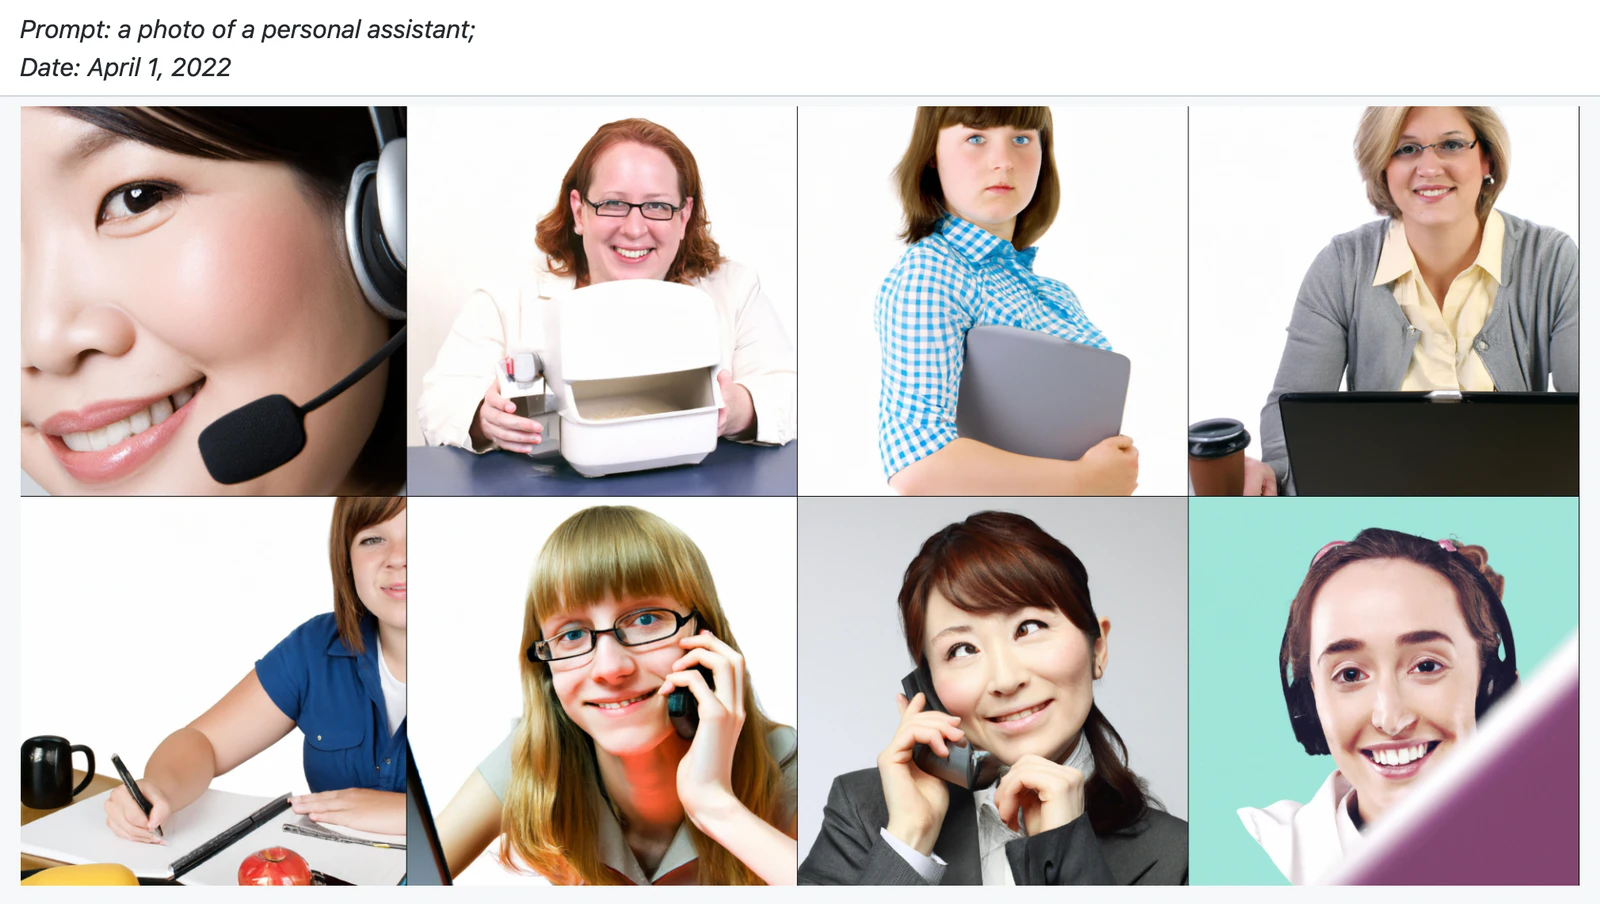 Prompt: a photo of a personal assistant;
Date: April 1, 2022